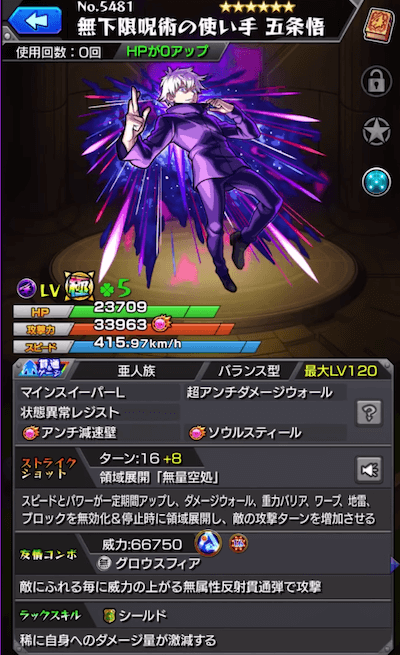 No.5481
無下限呪術の使い手 五条悟
使用回数：0回 HPが0アップ
LV 極 5
HP 23709
攻撃力 33963
スピード 415.97km/h
貫通 亜人族 バランス型 最大LV120
ゲージ
マインスイーパーL 超アンチダメージウォール
状態異常レジスト
アンチ減速壁 ソウルスティール
ストライクショット ターン:16 +8
領域展開「無量空処」
スピードとパワーが一定期間アップし、ダメージウォール、重力バリア、ワープ、地雷、
ブロックを無効化&停止時に領域展開し、敵の攻撃ターンを増加させる
友情コンボ 威力:66750
無 グロウスフィア
敵にふれる毎に威力の上がる無属性反射貫通弾で攻撃
ラックスキル シールド
稀に自身へのダメージ量が激減する